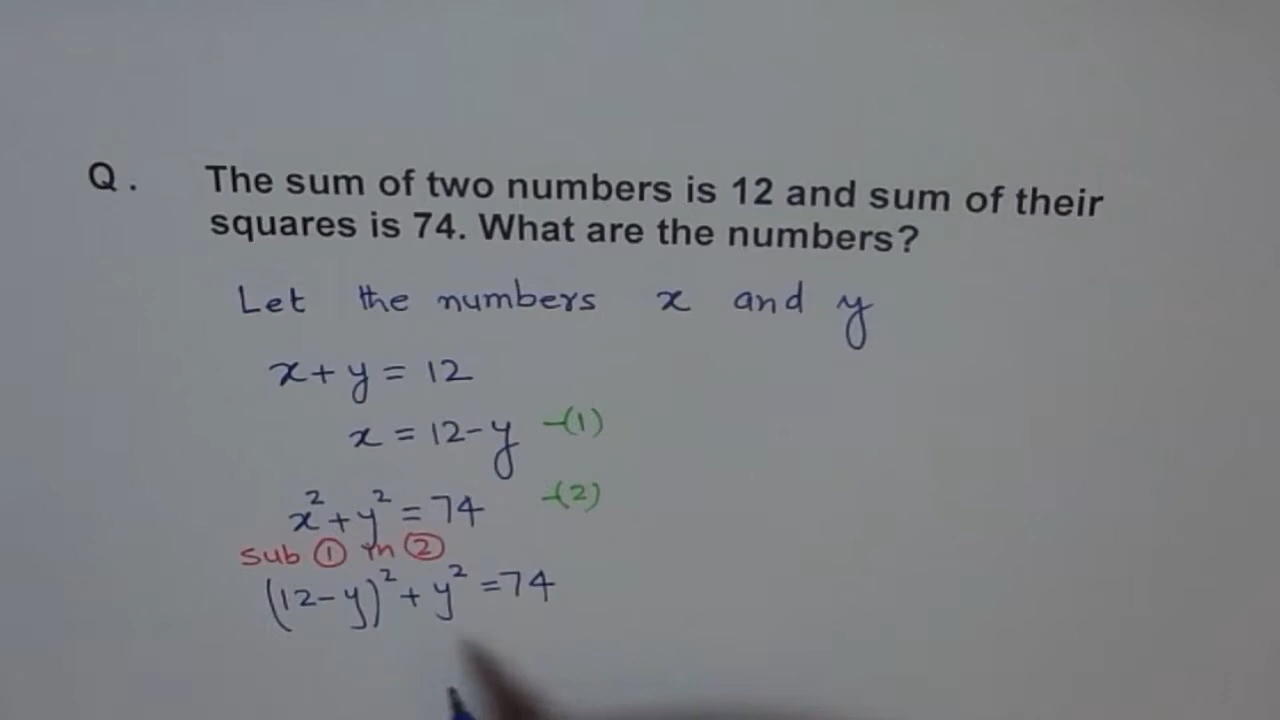 Q. The sum of two numbers is 12 and sum of their
squares is 74. What are the numbers?
Let the numbers x and y
x + y = 12
x = 12 - y -(1)
x² + y² = 74 -(2)
Sub ① in ②
(12 - y)² + y² = 74